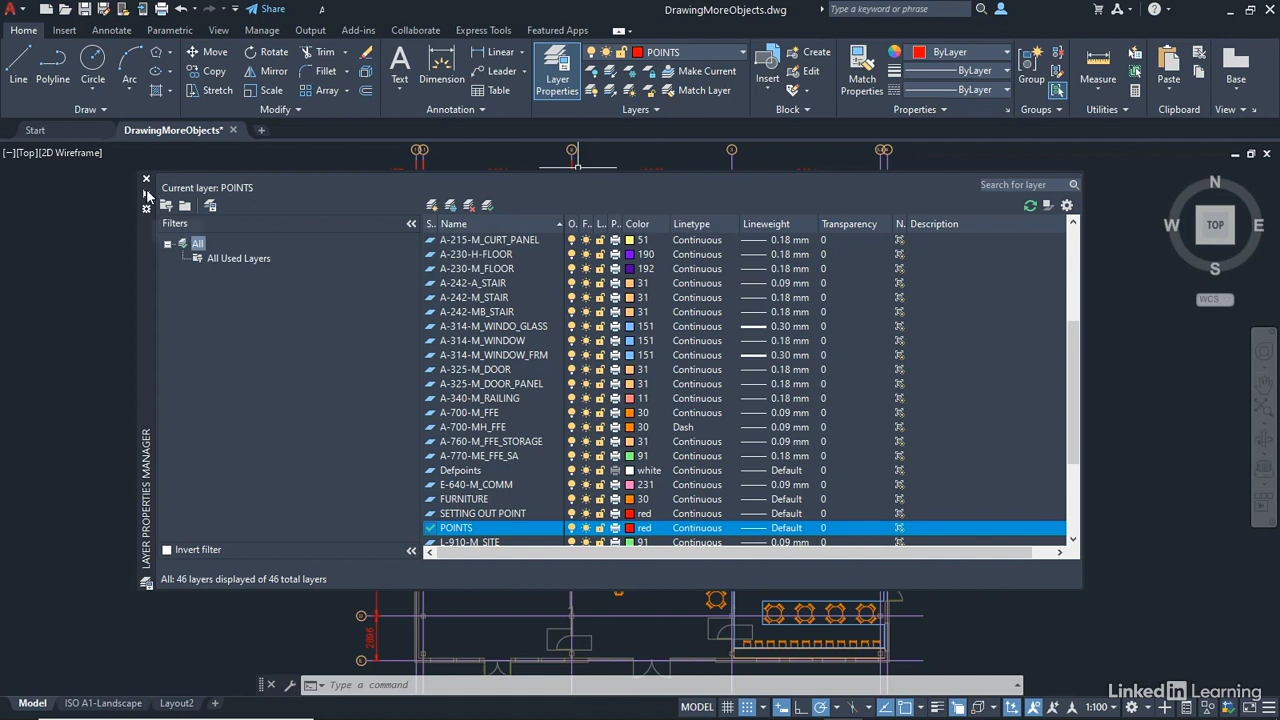 Share
DrawingMoreObjects.dwg
Type a keyword or phrase
Home Insert Annotate Parametric View Manage Output Add-ins Collaborate Express Tools Featured Apps
Line Polyline Circle Arc
Move Rotate Trim
Copy Mirror Fillet
Stretch Scale Array
Text Dimension
Linear
Leader
Table
Layer Properties
POINTS
Make Current
Match Layer
Insert
Create
Edit
Match Properties
ByLayer
ByLayer
ByLayer
Group
Measure
Paste
Base
Draw Modify Annotation Layers Block Properties Groups Utilities Clipboard View
Start DrawingMoreObjects*
[−][Top][2D Wireframe]
N
W TOP E
S
WCS
Current layer: POINTS
Search for layer
Filters
All
All Used Layers
Invert filter
All: 46 layers displayed of 46 total layers
LAYER PROPERTIES MANAGER
S.. Name O. F.. L.. P.. Color Linetype Lineweight Transparency N. Description
A-215-M_CURT_PANEL 51 Continuous 0.18 mm 0
A-230-H-FLOOR 190 Continuous 0.18 mm 0
A-230-M_FLOOR 192 Continuous 0.18 mm 0
A-242-A_STAIR 31 Continuous 0.09 mm 0
A-242-M_STAIR 31 Continuous 0.18 mm 0
A-242-MB_STAIR 31 Continuous 0.18 mm 0
A-314-M_WINDO_GLASS 151 Continuous 0.30 mm 0
A-314-M_WINDOW 151 Continuous 0.18 mm 0
A-314-M_WINDOW_FRM 151 Continuous 0.30 mm 0
A-325-M_DOOR 31 Continuous 0.18 mm 0
A-325-M_DOOR_PANEL 31 Continuous 0.18 mm 0
A-340-M_RAILING 11 Continuous 0.18 mm 0
A-700-M_FFE 30 Continuous 0.09 mm 0
A-700-MH_FFE 30 Dash 0.09 mm 0
A-760-M_FFE_STORAGE 31 Continuous 0.09 mm 0
A-770-ME_FFE_SA 91 Continuous 0.18 mm 0
Defpoints white Continuous Default 0
E-640-M_COMM 231 Continuous 0.09 mm 0
FURNITURE 30 Continuous Default 0
SETTING OUT POINT red Continuous Default 0
POINTS red Continuous Default 0
L-910-M_SITE 91 Continuous 0.09 mm 0
2896
Type a command
LinkedIn Learning
Model ISO A1-Landscape Layout2
MODEL 1:100